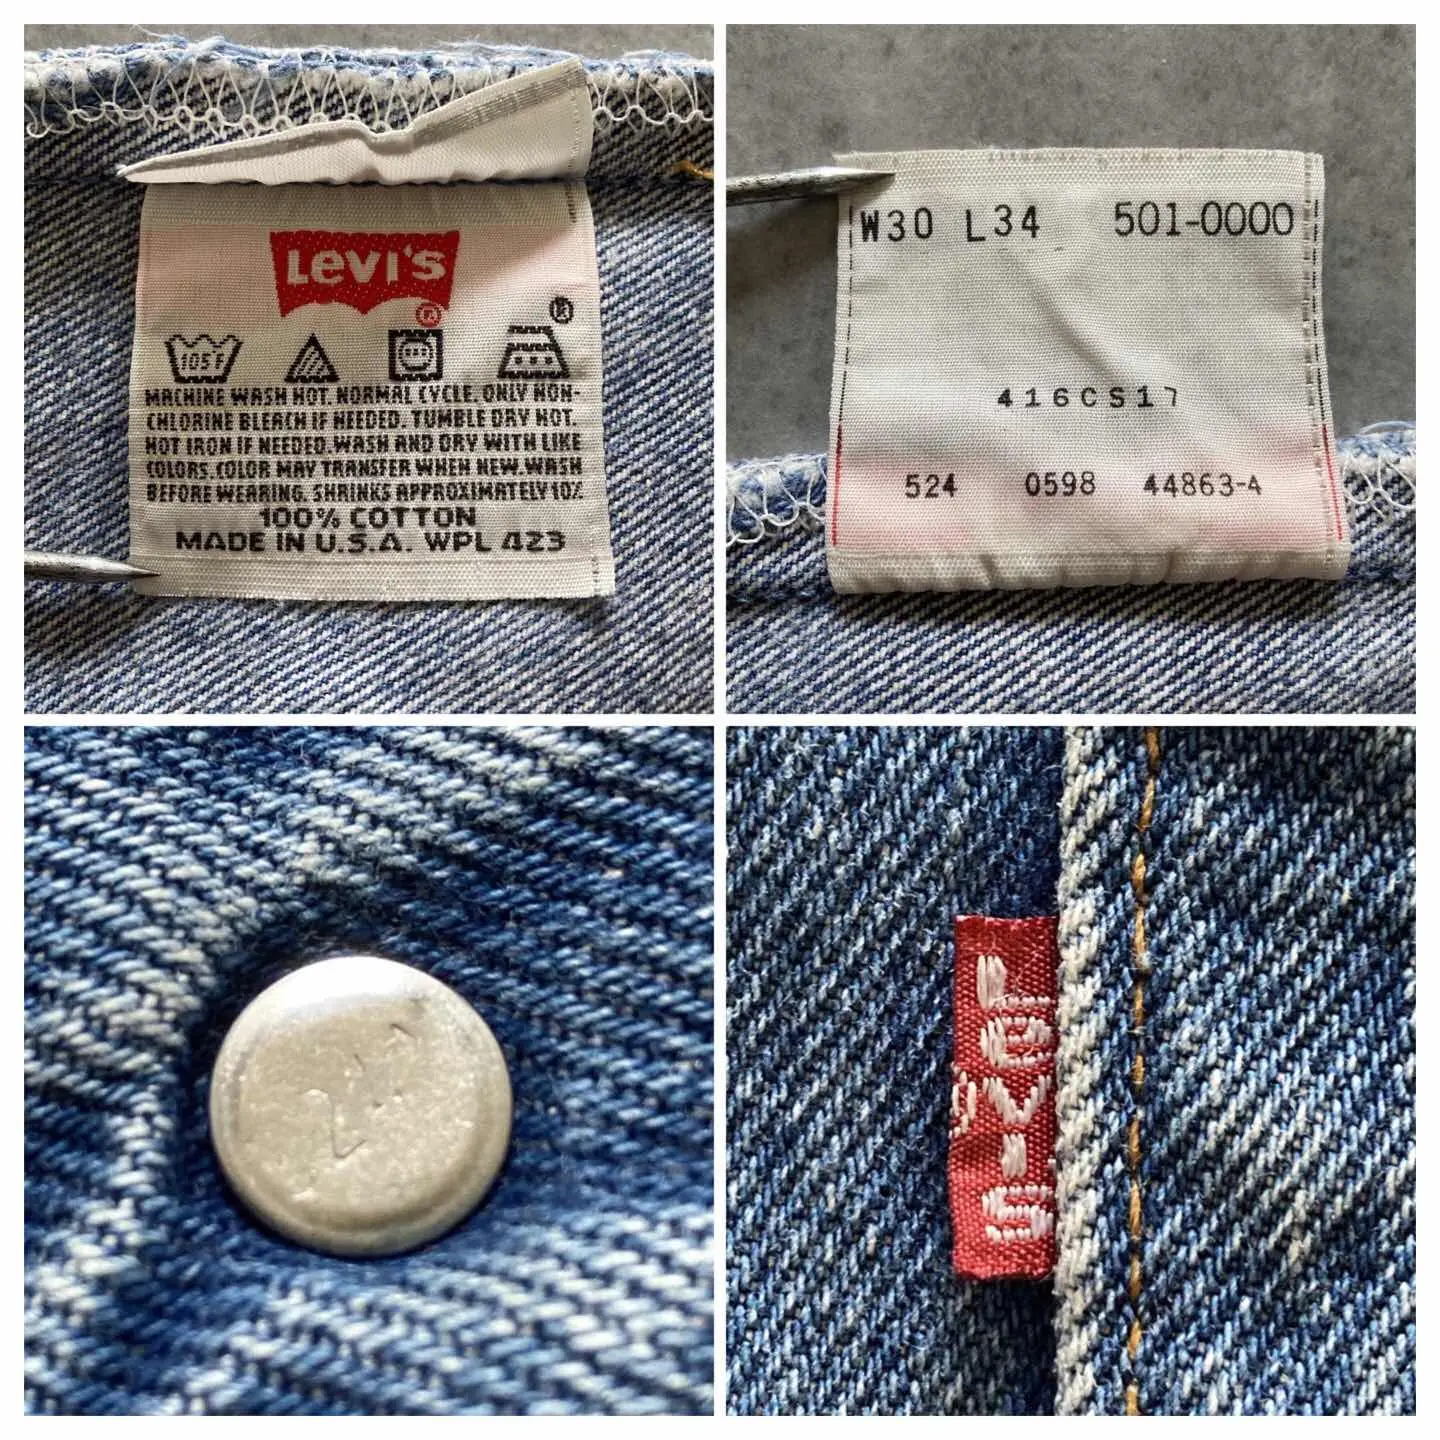 Levi's
®
105F
®
MACHINE WASH HOT. NORMAL CYCLE. ONLY NON-
CHLORINE BLEACH IF NEEDED. TUMBLE DRY HOT.
HOT IRON IF NEEDED. WASH AND DRY WITH LIKE
COLORS. COLOR MAY TRANSFER WHEN NEW. WASH
BEFORE WEARING. SHRINKS APPROXIMATELY 10%
100% COTTON
MADE IN U.S.A. WPL 423
W30 L34 501-0000
416CS17
524 0598 44863-4
Levi's